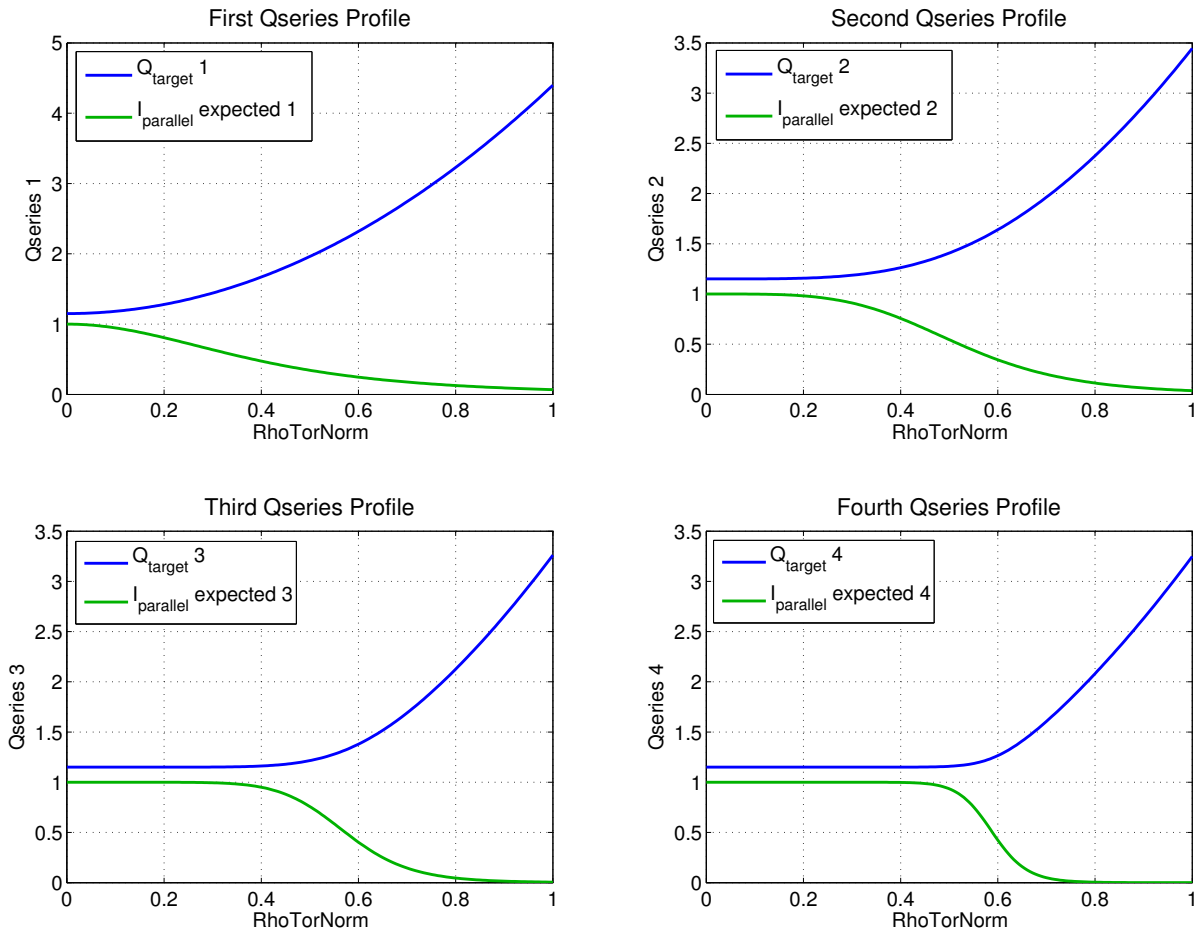 First Qseries Profile
5
4
3
2
1
0
Qseries 1
Q_target 1
I_parallel expected 1
0 0.2 0.4 0.6 0.8 1
RhoTorNorm
Second Qseries Profile
3.5
3
2.5
2
1.5
1
0.5
0
Qseries 2
Q_target 2
I_parallel expected 2
0 0.2 0.4 0.6 0.8 1
RhoTorNorm
Third Qseries Profile
3.5
3
2.5
2
1.5
1
0.5
0
Qseries 3
Q_target 3
I_parallel expected 3
0 0.2 0.4 0.6 0.8 1
RhoTorNorm
Fourth Qseries Profile
3.5
3
2.5
2
1.5
1
0.5
0
Qseries 4
Q_target 4
I_parallel expected 4
0 0.2 0.4 0.6 0.8 1
RhoTorNorm